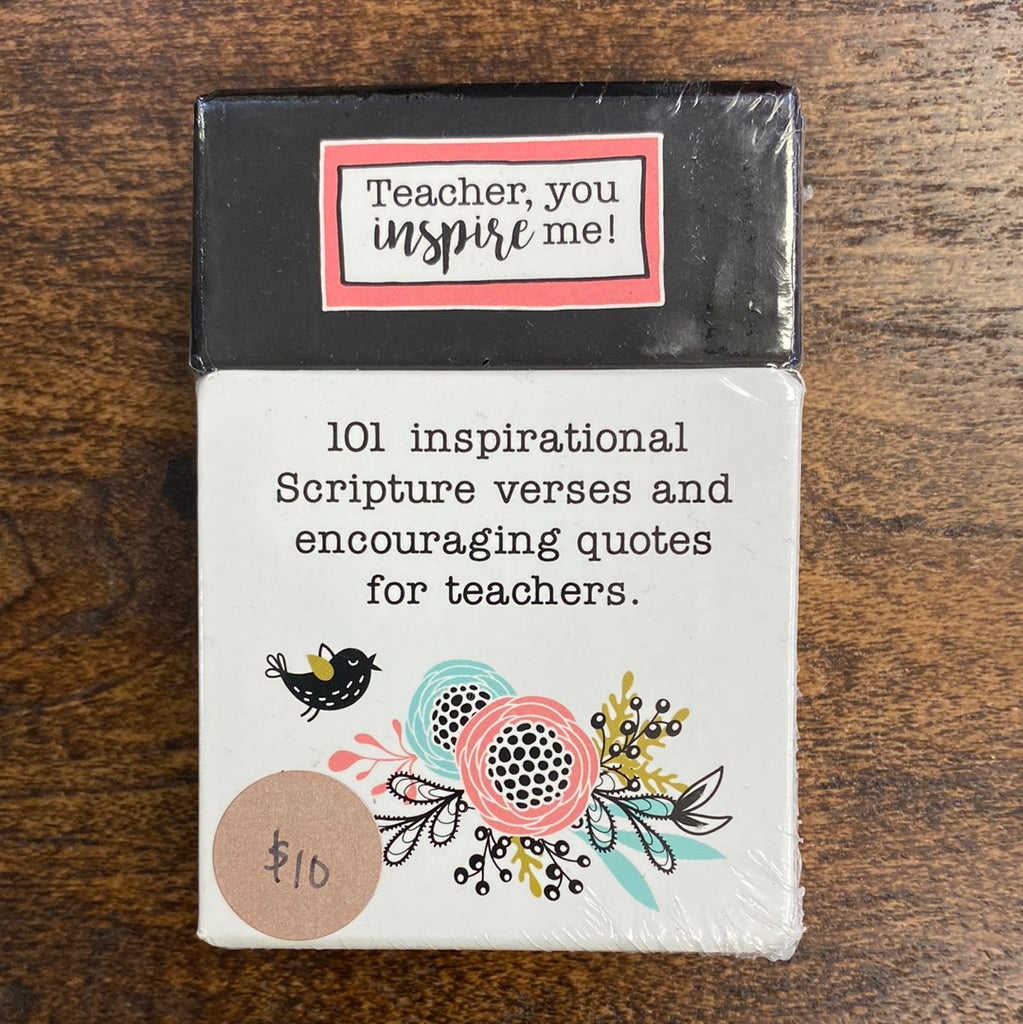 Teacher, you
inspire me!
101 inspirational
Scripture verses and
encouraging quotes
for teachers.
$10